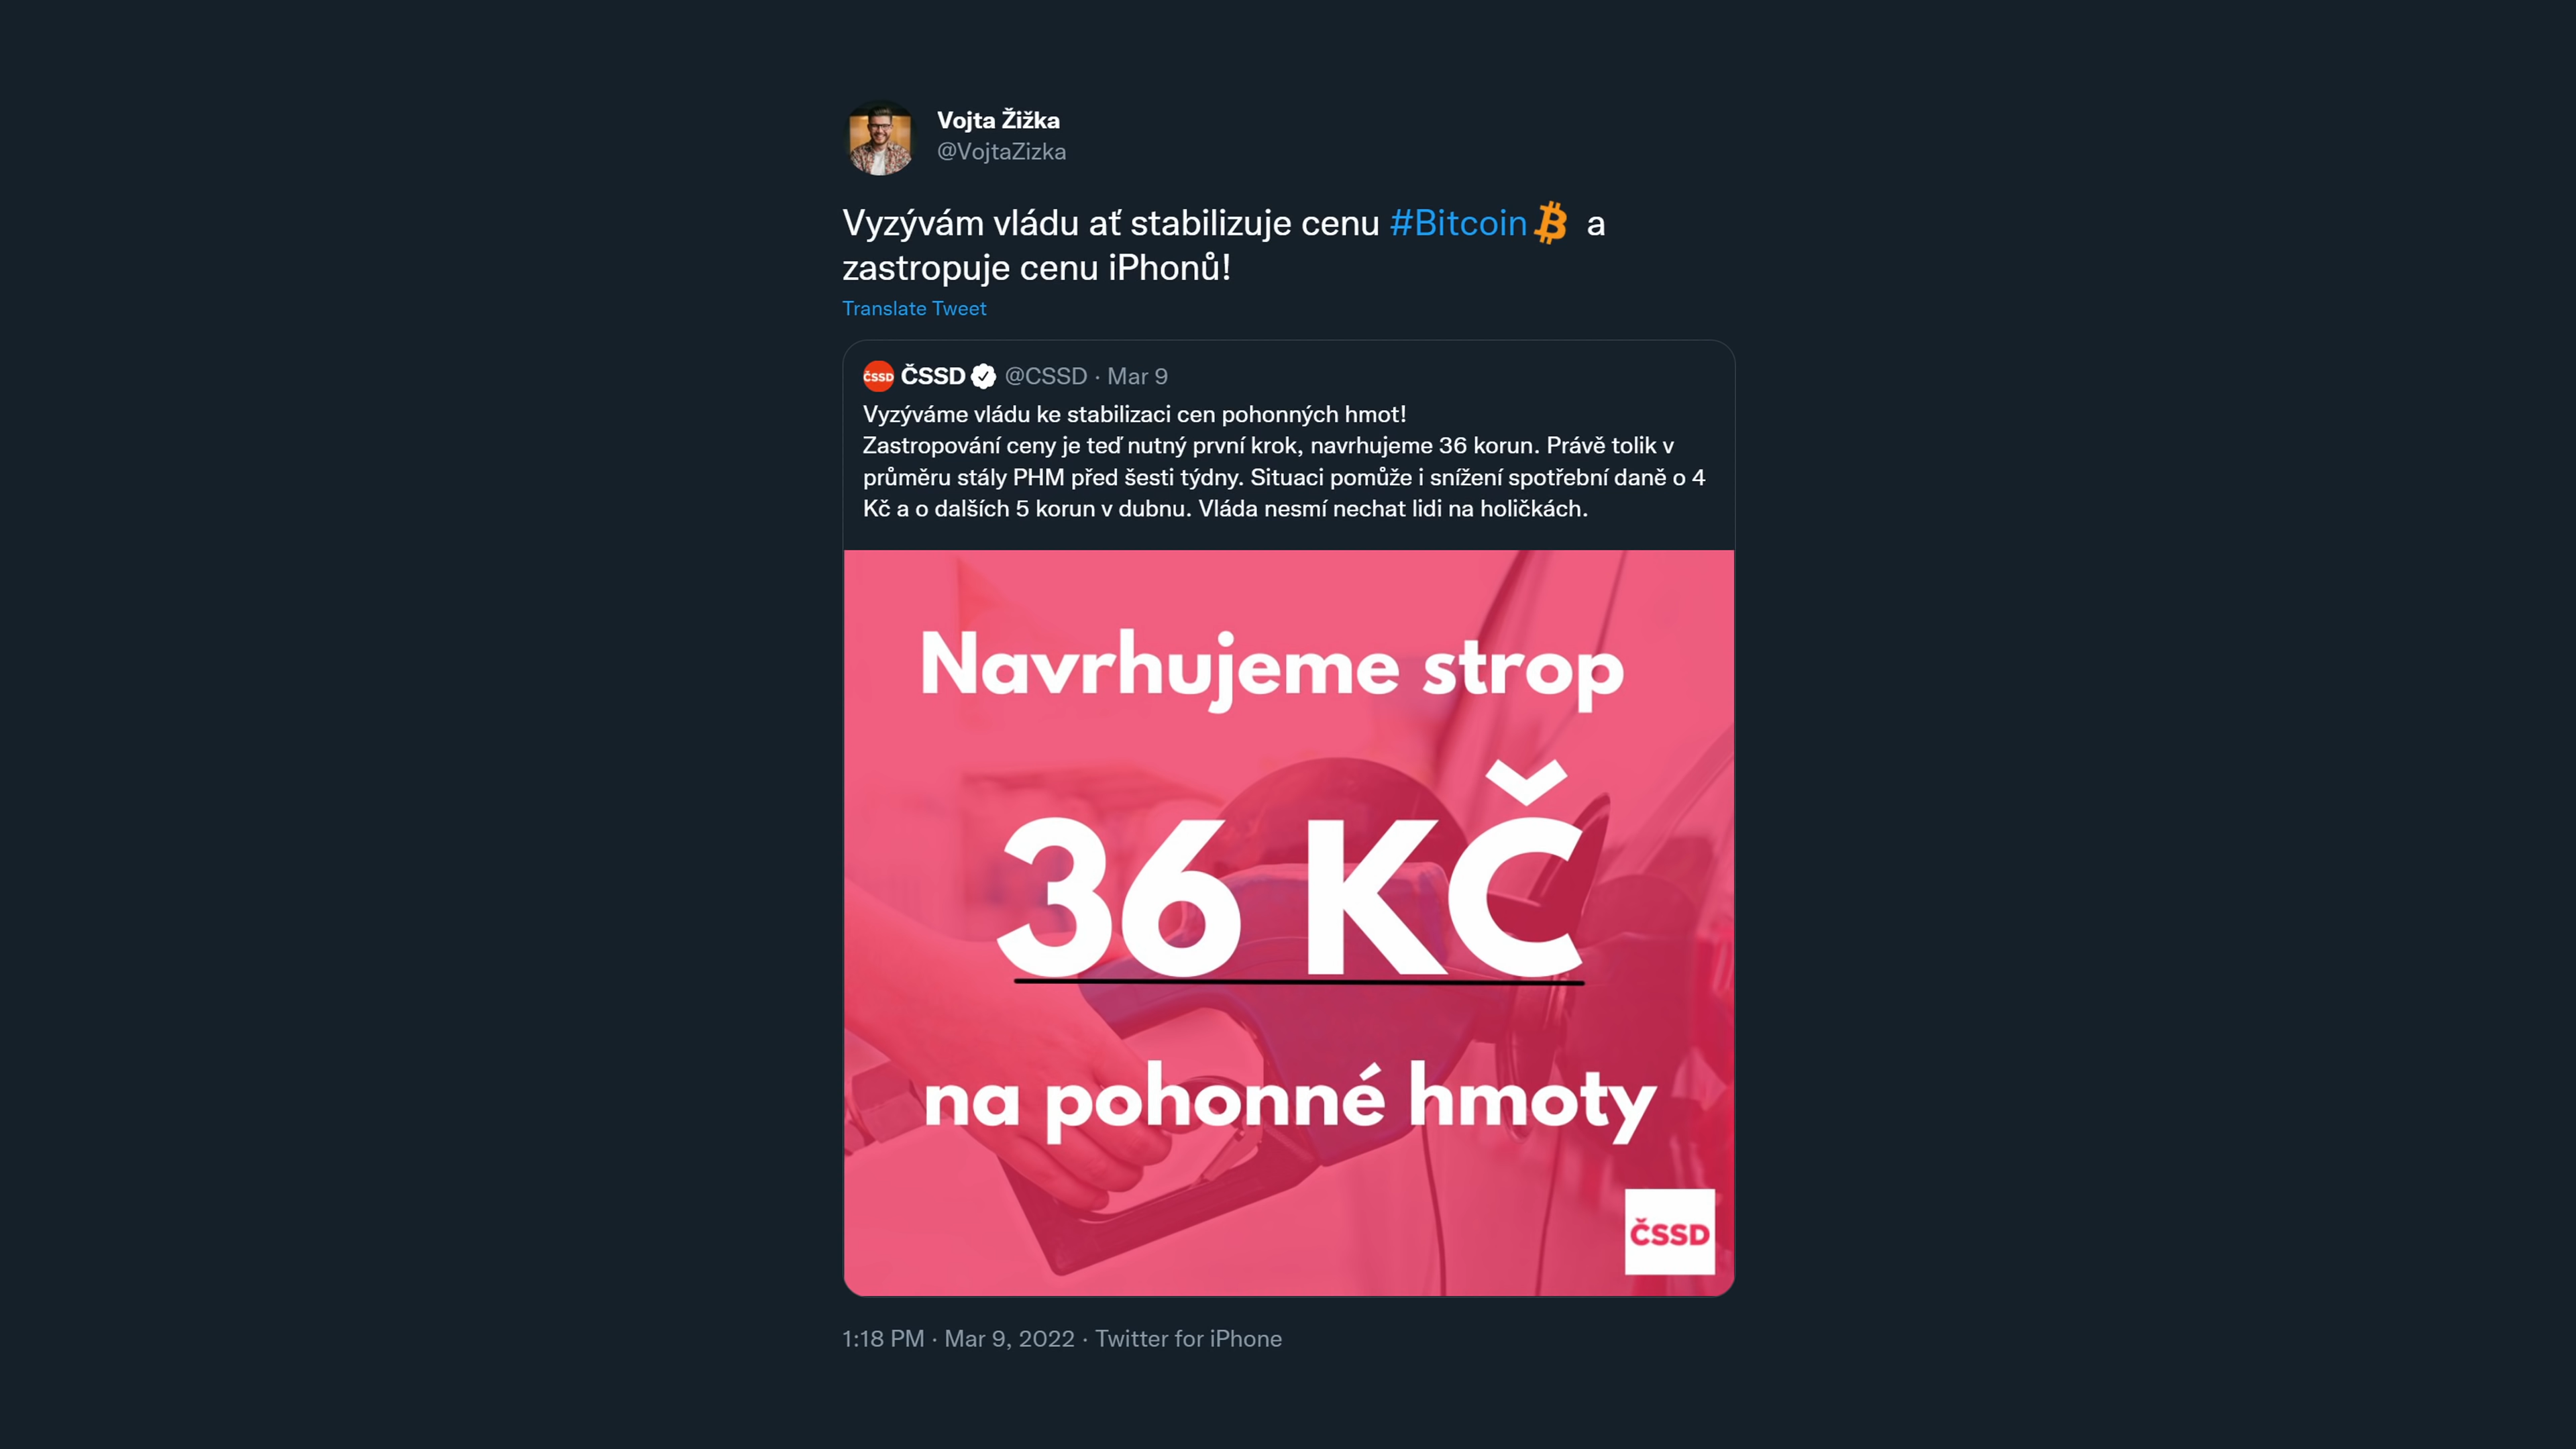 Vojta Žižka
@VojtaZizka
Vyzývám vládu ať stabilizuje cenu #Bitcoin a
zastropuje cenu iPhonů!
Translate Tweet
ČSSD ČSSD @CSSD · Mar 9
Vyzýváme vládu ke stabilizaci cen pohonných hmot!
Zastropování ceny je teď nutný první krok, navrhujeme 36 korun. Právě tolik v
průměru stály PHM před šesti týdny. Situaci pomůže i snížení spotřební daně o 4
Kč a o dalších 5 korun v dubnu. Vláda nesmí nechat lidi na holičkách.
Navrhujeme strop
36 KČ
na pohonné hmoty
ČSSD
1:18 PM · Mar 9, 2022 · Twitter for iPhone